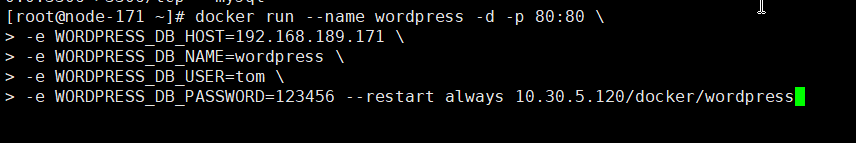 [root@node-171 ~]# docker run --name wordpress -d -p 80:80 \
> -e WORDPRESS_DB_HOST=192.168.189.171 \
> -e WORDPRESS_DB_NAME=wordpress \
> -e WORDPRESS_DB_USER=tom \
> -e WORDPRESS_DB_PASSWORD=123456 --restart always 10.30.5.120/docker/wordpress